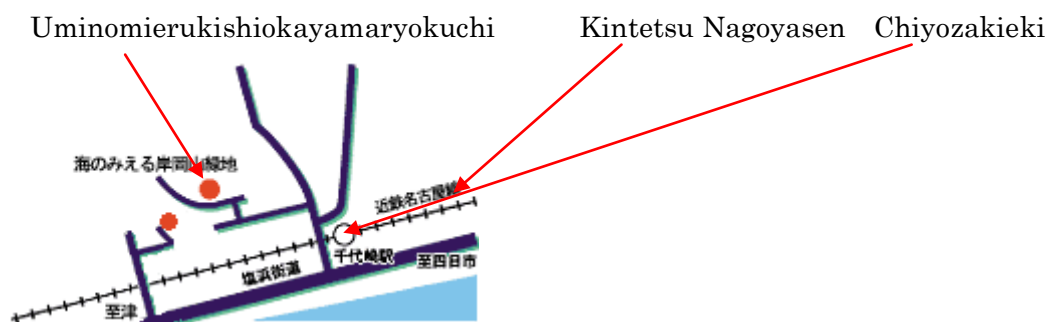 Uminomierukishiokayamaryokuchi Kintetsu Nagoyasen Chiyozakieki
海のみえる岸岡山緑地
近鉄名古屋線
千代崎駅
至四日市
塩浜街道
至津